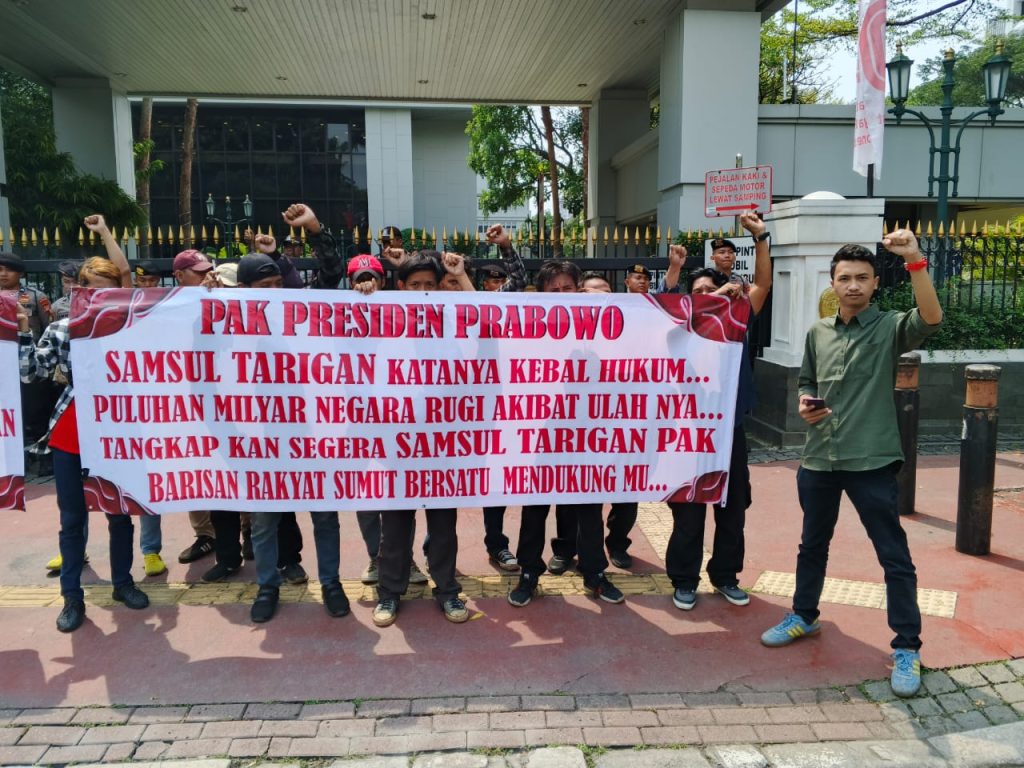 PAK PRESIDEN PRABOWO
SAMSUL TARIGAN KATANYA KEBAL HUKUM...
PULUHAN MILYAR NEGARA RUGI AKIBAT ULAH NYA...
TANGKAP KAN SEGERA SAMSUL TARIGAN PAK
BARISAN RAKYAT SUMUT BERSATU MENDUKUNG MU...
PEJALAN KAKI &
SEPEDA MOTOR
LEWAT SAMPING